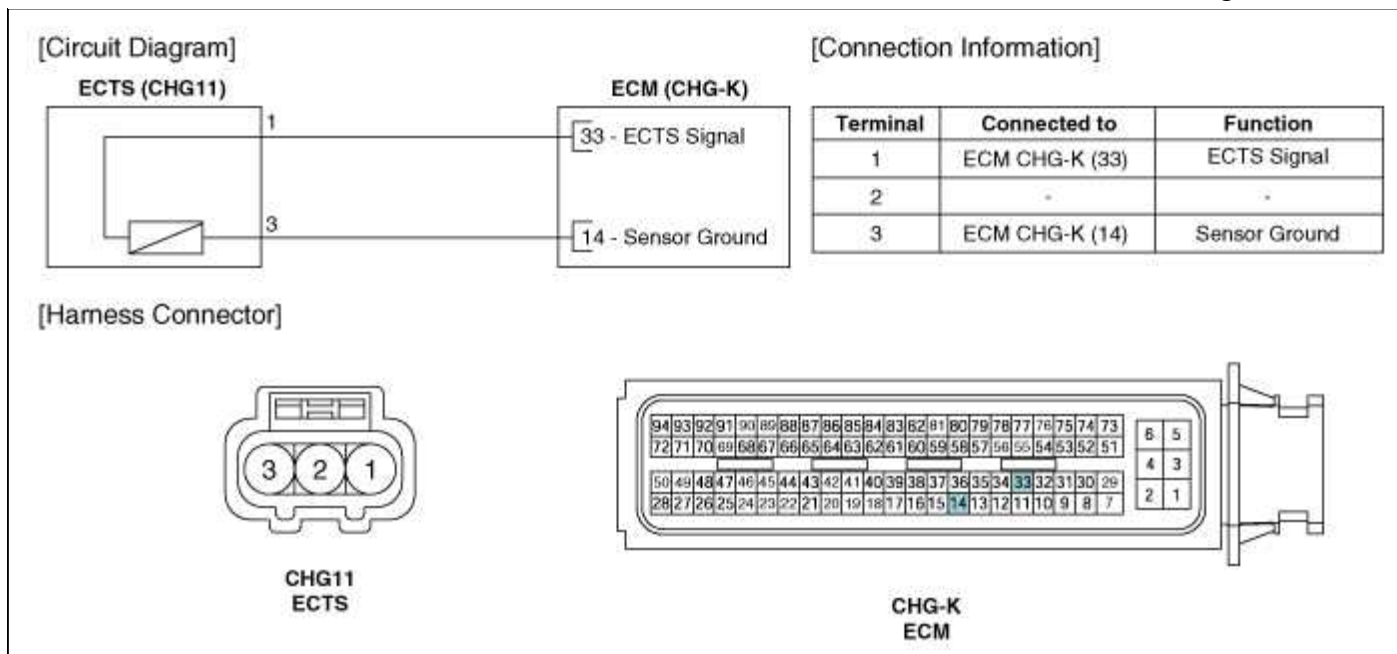 [Circuit Diagram]
[Connection Information]
ECTS (CHG11)
ECM (CHG-K)
1
33 - ECTS Signal
3
14 - Sensor Ground
Terminal Connected to Function
1 ECM CHG-K (33) ECTS Signal
2 - -
3 ECM CHG-K (14) Sensor Ground
[Harness Connector]
3 2 1
CHG11
ECTS
94 93 92 91 90 89 88 87 86 85 84 83 82 81 80 79 78 77 76 75 74 73
72 71 70 69 68 67 66 65 64 63 62 61 60 59 58 57 56 55 54 53 52 51
50 49 48 47 46 45 44 43 42 41 40 39 38 37 36 35 34 33 32 31 30 29
28 27 26 25 24 23 22 21 20 19 18 17 16 15 14 13 12 11 10 9 8 7
6 5
4 3
2 1
CHG-K
ECM